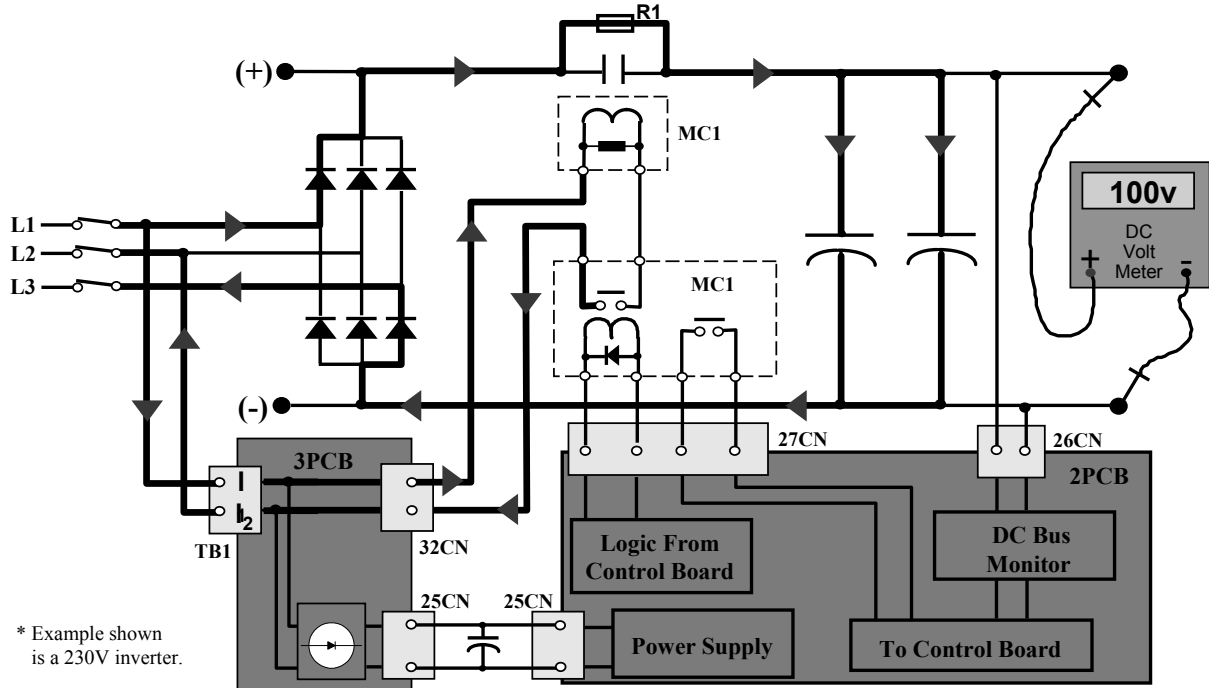 R1
(+)
MC1
100v
DC
Volt
Meter
+ -
L1
L2
L3
MC1
(-)
27CN
26CN
3PCB
2PCB
TB1
32CN
Logic From
Control Board
DC Bus
Monitor
25CN
25CN
Power Supply
To Control Board
* Example shown
is a 230V inverter.